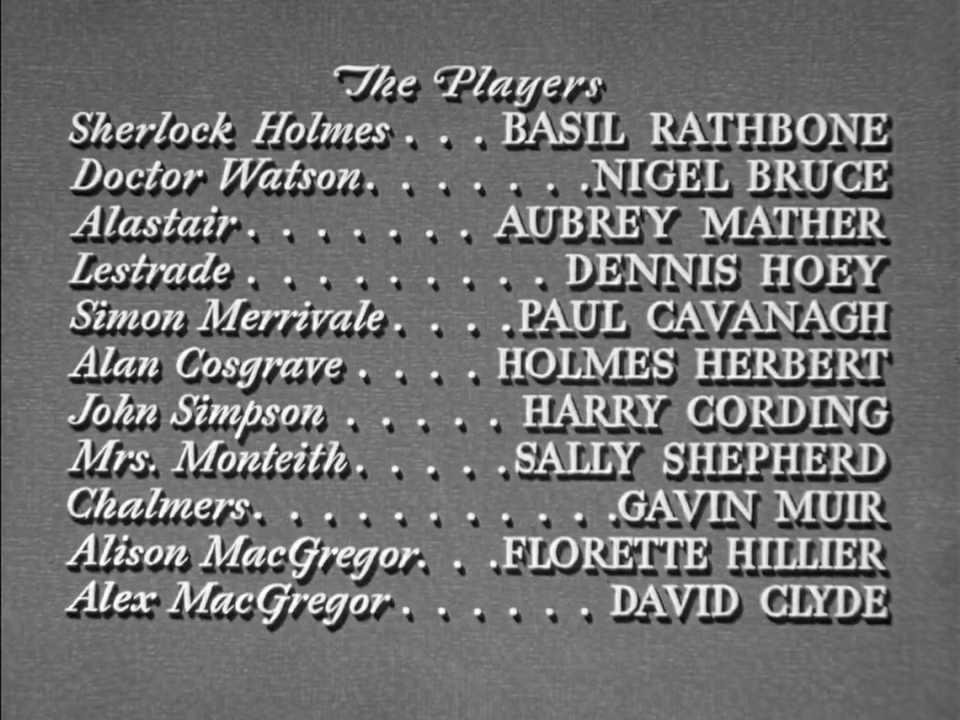 The Players
Sherlock Holmes . . . BASIL RATHBONE
Doctor Watson. . . . . . . .NIGEL BRUCE
Alastair . . . . . . . AUBREY MATHER
Lestrade . . . . . . . . . DENNIS HOEY
Simon Merrivale . . . .PAUL CAVANAGH
Alan Cosgrave . . . . HOLMES HERBERT
John Simpson . . . . . HARRY CORDING
Mrs. Monteith . . . . .SALLY SHEPHERD
Chalmers. . . . . . . . . . .GAVIN MUIR
Alison MacGregor. . .FLORETTE HILLIER
Alex MacGregor . . . . . . DAVID CLYDE